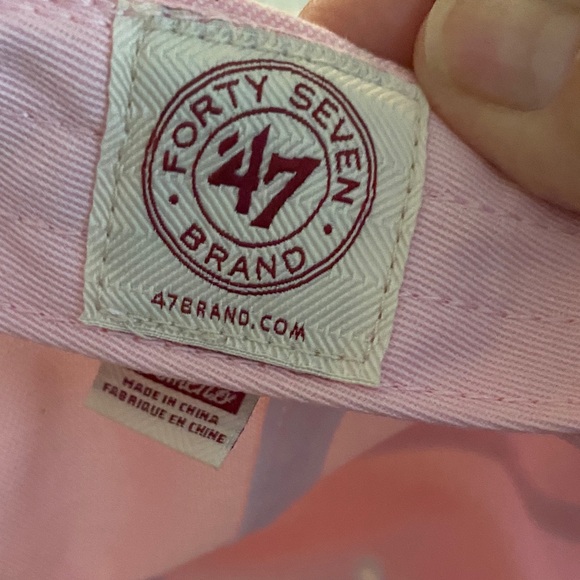 FORTY SEVEN
'47
BRAND
47BRAND.COM
MADE IN CHINA
FABRIQUE EN CHINE